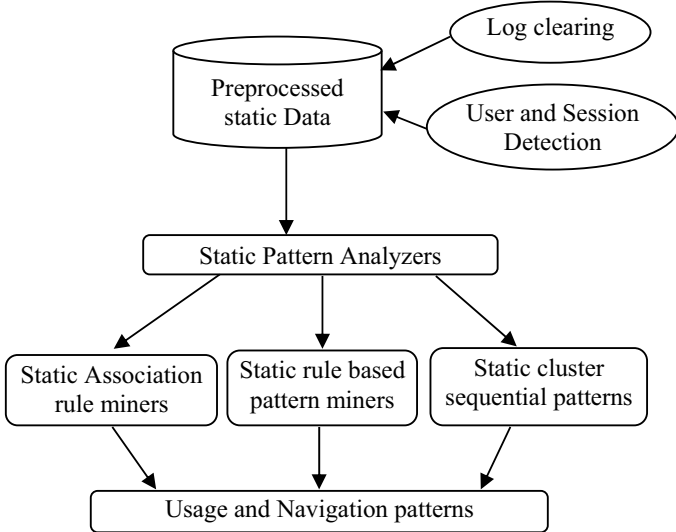 Log clearing
Preprocessed
static Data
User and Session
Detection
Static Pattern Analyzers
Static Association
rule miners
Static rule based
pattern miners
Static cluster
sequential patterns
Usage and Navigation patterns